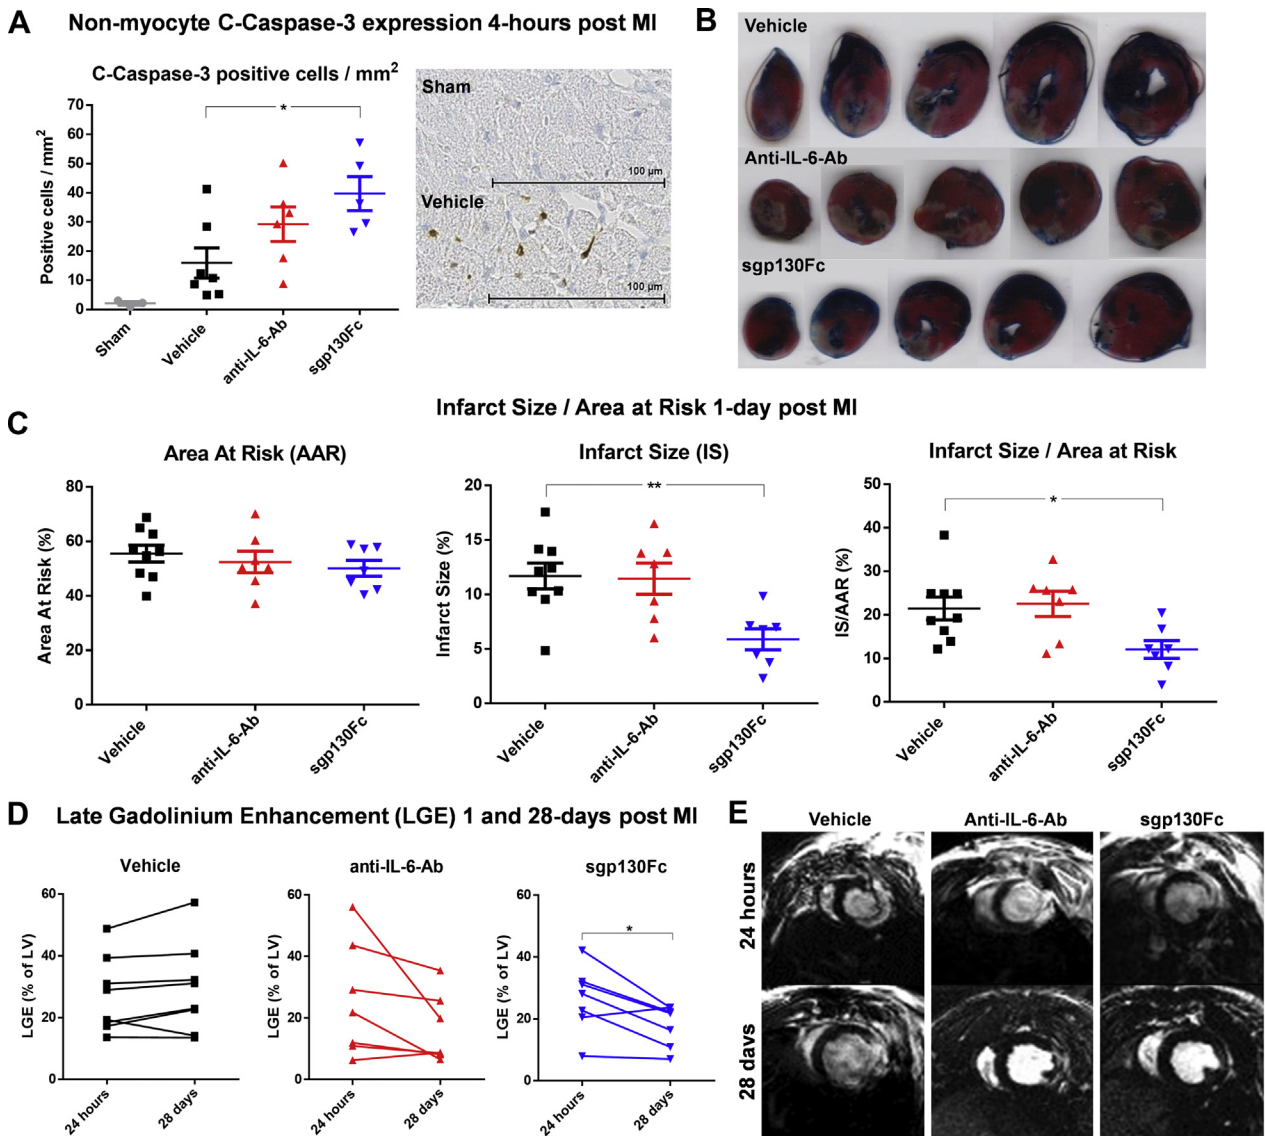 A
Non-myocyte C-Caspase-3 expression 4-hours post MI
C-Caspase-3 positive cells / mm²
Positive cells / mm²
70
60
50
40
30
20
10
0
*
Sham
Vehicle
anti-IL-6-Ab
sgp130Fc
Sham
100 µm
Vehicle
100 µm
B
Vehicle
Anti-IL-6-Ab
sgp130Fc
C
Infarct Size / Area at Risk 1-day post MI
Area At Risk (AAR)
Area At Risk (%)
80
60
40
20
0
Vehicle
anti-IL-6-Ab
sgp130Fc
Infarct Size (IS)
Infarct Size (%)
20
15
10
5
0
**
Vehicle
anti-IL-6-Ab
sgp130Fc
Infarct Size / Area at Risk
IS/AAR (%)
50
40
30
20
10
0
*
Vehicle
anti-IL-6-Ab
sgp130Fc
D
Late Gadolinium Enhancement (LGE) 1 and 28-days post MI
Vehicle
LGE (% of LV)
60
40
20
0
24 hours
28 days
anti-IL-6-Ab
LGE (% of LV)
60
40
20
0
24 hours
28 days
sgp130Fc
LGE (% of LV)
60
40
20
0
*
24 hours
28 days
E
Vehicle
Anti-IL-6-Ab
sgp130Fc
24 hours
28 days